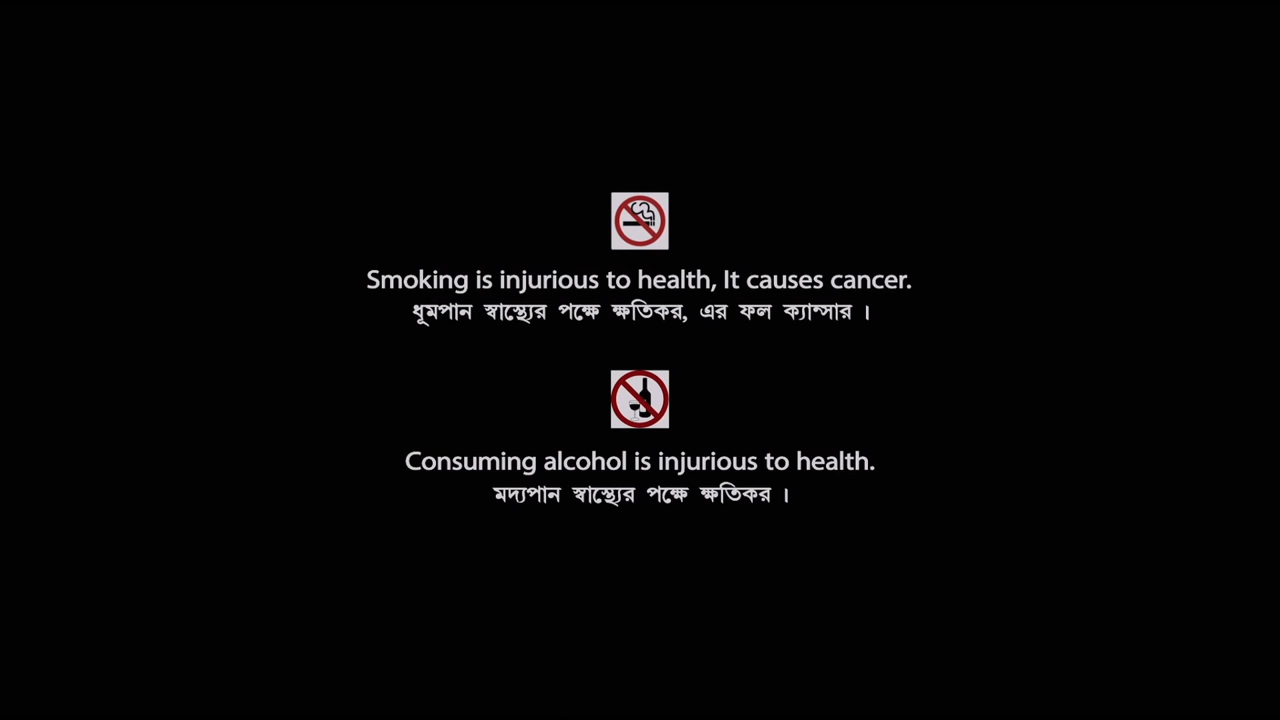 Smoking is injurious to health, It causes cancer.
ধূমপান স্বাস্থ্যের পক্ষে ক্ষতিকর, এর ফল ক্যান্সার ।
Consuming alcohol is injurious to health.
মদ্যপান স্বাস্থ্যের পক্ষে ক্ষতিকর ।